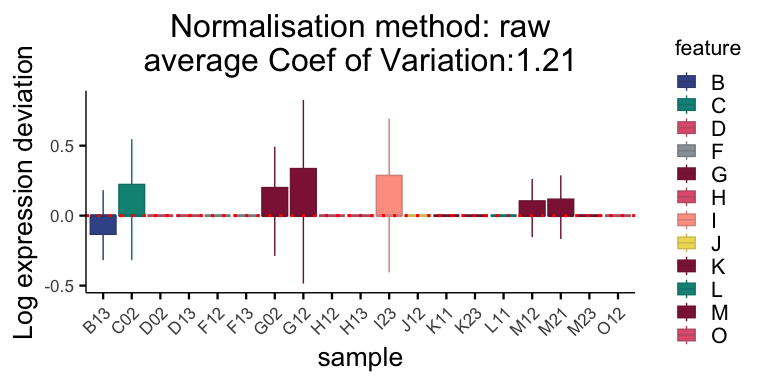 Normalisation method: raw
average Coef of Variation:1.21
Log expression deviation
0.5
0.0
-0.5
B13 C02 D02 D13 F12 F13 G02 G12 H12 H13 I23 J12 K11 K23 L11 M12 M21 M23 O12
sample
feature
B
C
D
F
G
H
I
J
K
L
M
O